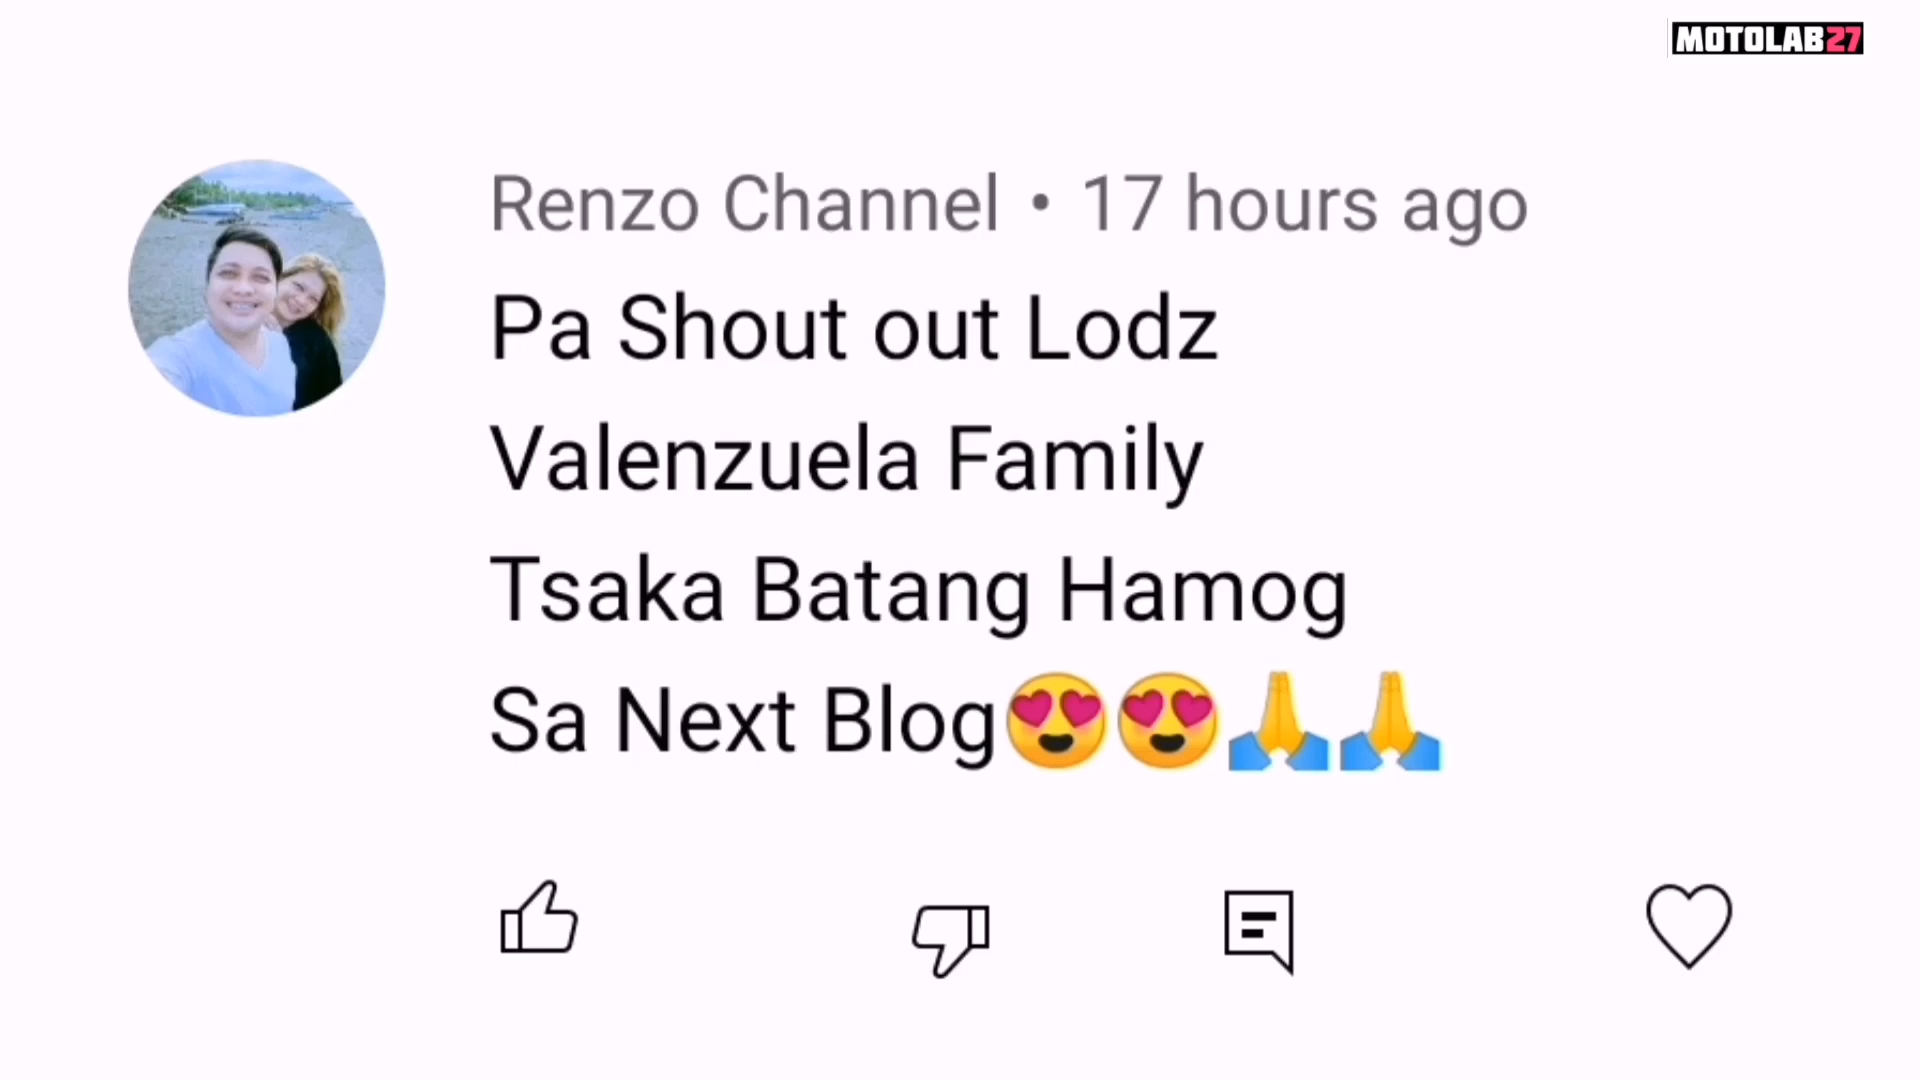 MOTOLAB27
Renzo Channel • 17 hours ago
Pa Shout out Lodz
Valenzuela Family
Tsaka Batang Hamog
Sa Next Blog😍😍🙏🙏